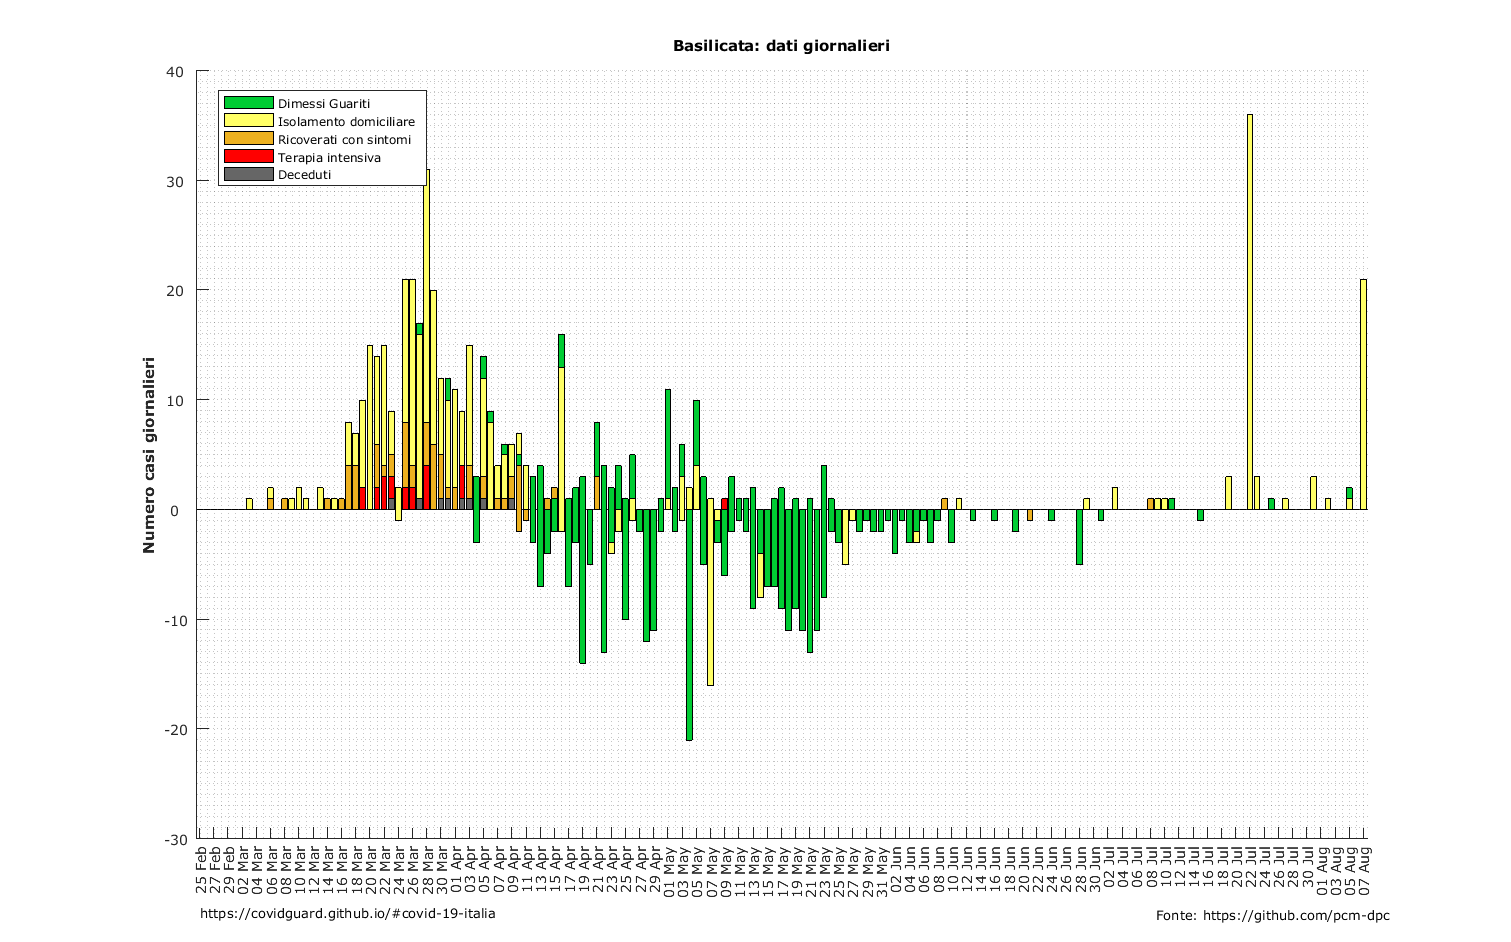 Basilicata: dati giornalieri
Numero casi giornalieri
40
30
20
10
0
-10
-20
-30
Dimessi Guariti
Isolamento domiciliare
Ricoverati con sintomi
Terapia intensiva
Deceduti
25 Feb
27 Feb
29 Feb
02 Mar
04 Mar
06 Mar
08 Mar
10 Mar
12 Mar
14 Mar
16 Mar
18 Mar
20 Mar
22 Mar
24 Mar
26 Mar
28 Mar
30 Mar
01 Apr
03 Apr
05 Apr
07 Apr
09 Apr
11 Apr
13 Apr
15 Apr
17 Apr
19 Apr
21 Apr
23 Apr
25 Apr
27 Apr
29 Apr
01 May
03 May
05 May
07 May
09 May
11 May
13 May
15 May
17 May
19 May
21 May
23 May
25 May
27 May
29 May
31 May
02 Jun
04 Jun
06 Jun
08 Jun
10 Jun
12 Jun
14 Jun
16 Jun
18 Jun
20 Jun
22 Jun
24 Jun
26 Jun
28 Jun
30 Jun
02 Jul
04 Jul
06 Jul
08 Jul
10 Jul
12 Jul
14 Jul
16 Jul
18 Jul
20 Jul
22 Jul
24 Jul
26 Jul
28 Jul
30 Jul
01 Aug
03 Aug
05 Aug
07 Aug
https://covidguard.github.io/#covid-19-italia
Fonte: https://github.com/pcm-dpc